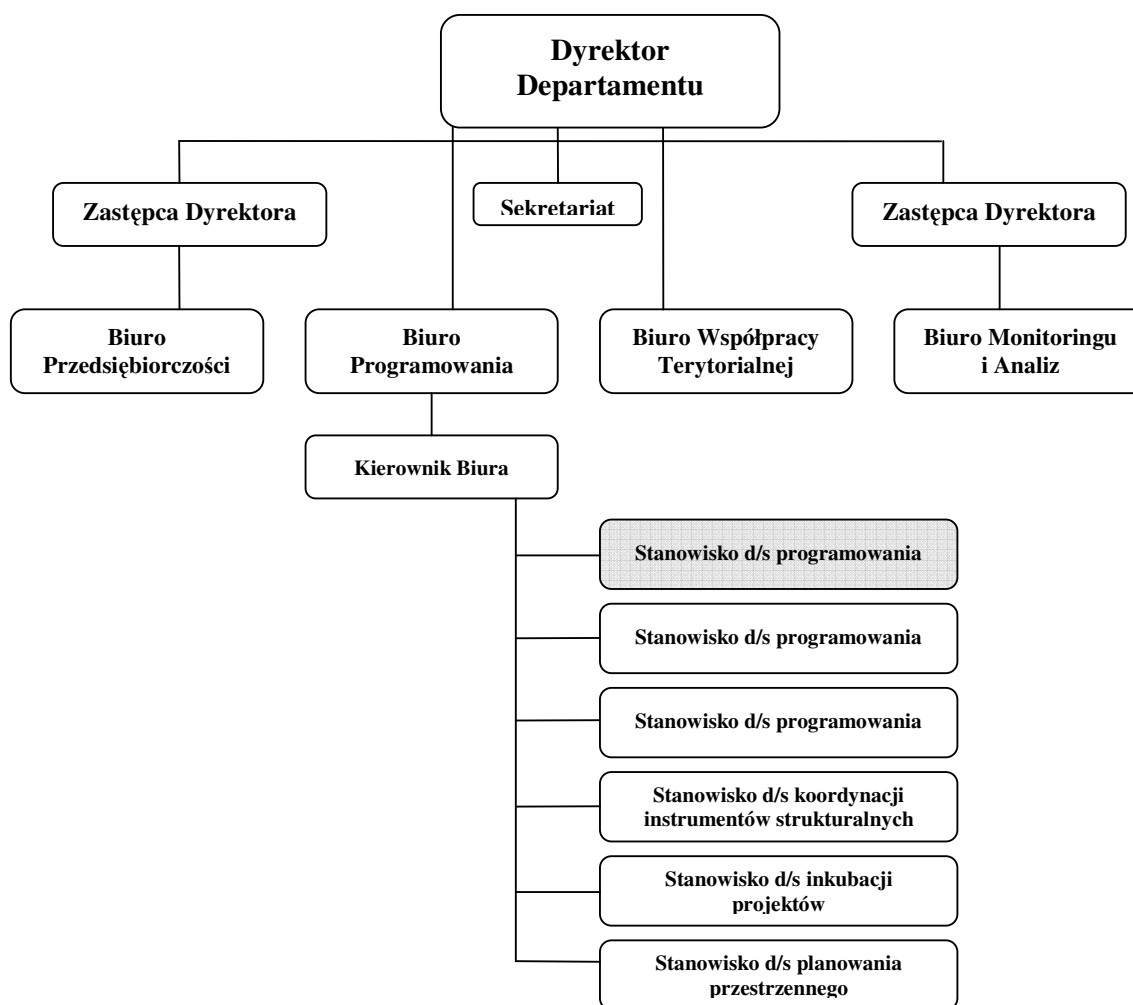 Dyrektor
Departamentu
Zastępca Dyrektora
Sekretariat
Zastępca Dyrektora
Biuro
Przedsiębiorczości
Biuro
Programowania
Biuro Współpracy
Terytorialnej
Biuro Monitoringu
i Analiz
Kierownik Biura
Stanowisko d/s programowania
Stanowisko d/s programowania
Stanowisko d/s programowania
Stanowisko d/s koordynacji
instrumentów strukturalnych
Stanowisko d/s inkubacji
projektów
Stanowisko d/s planowania
przestrzennego